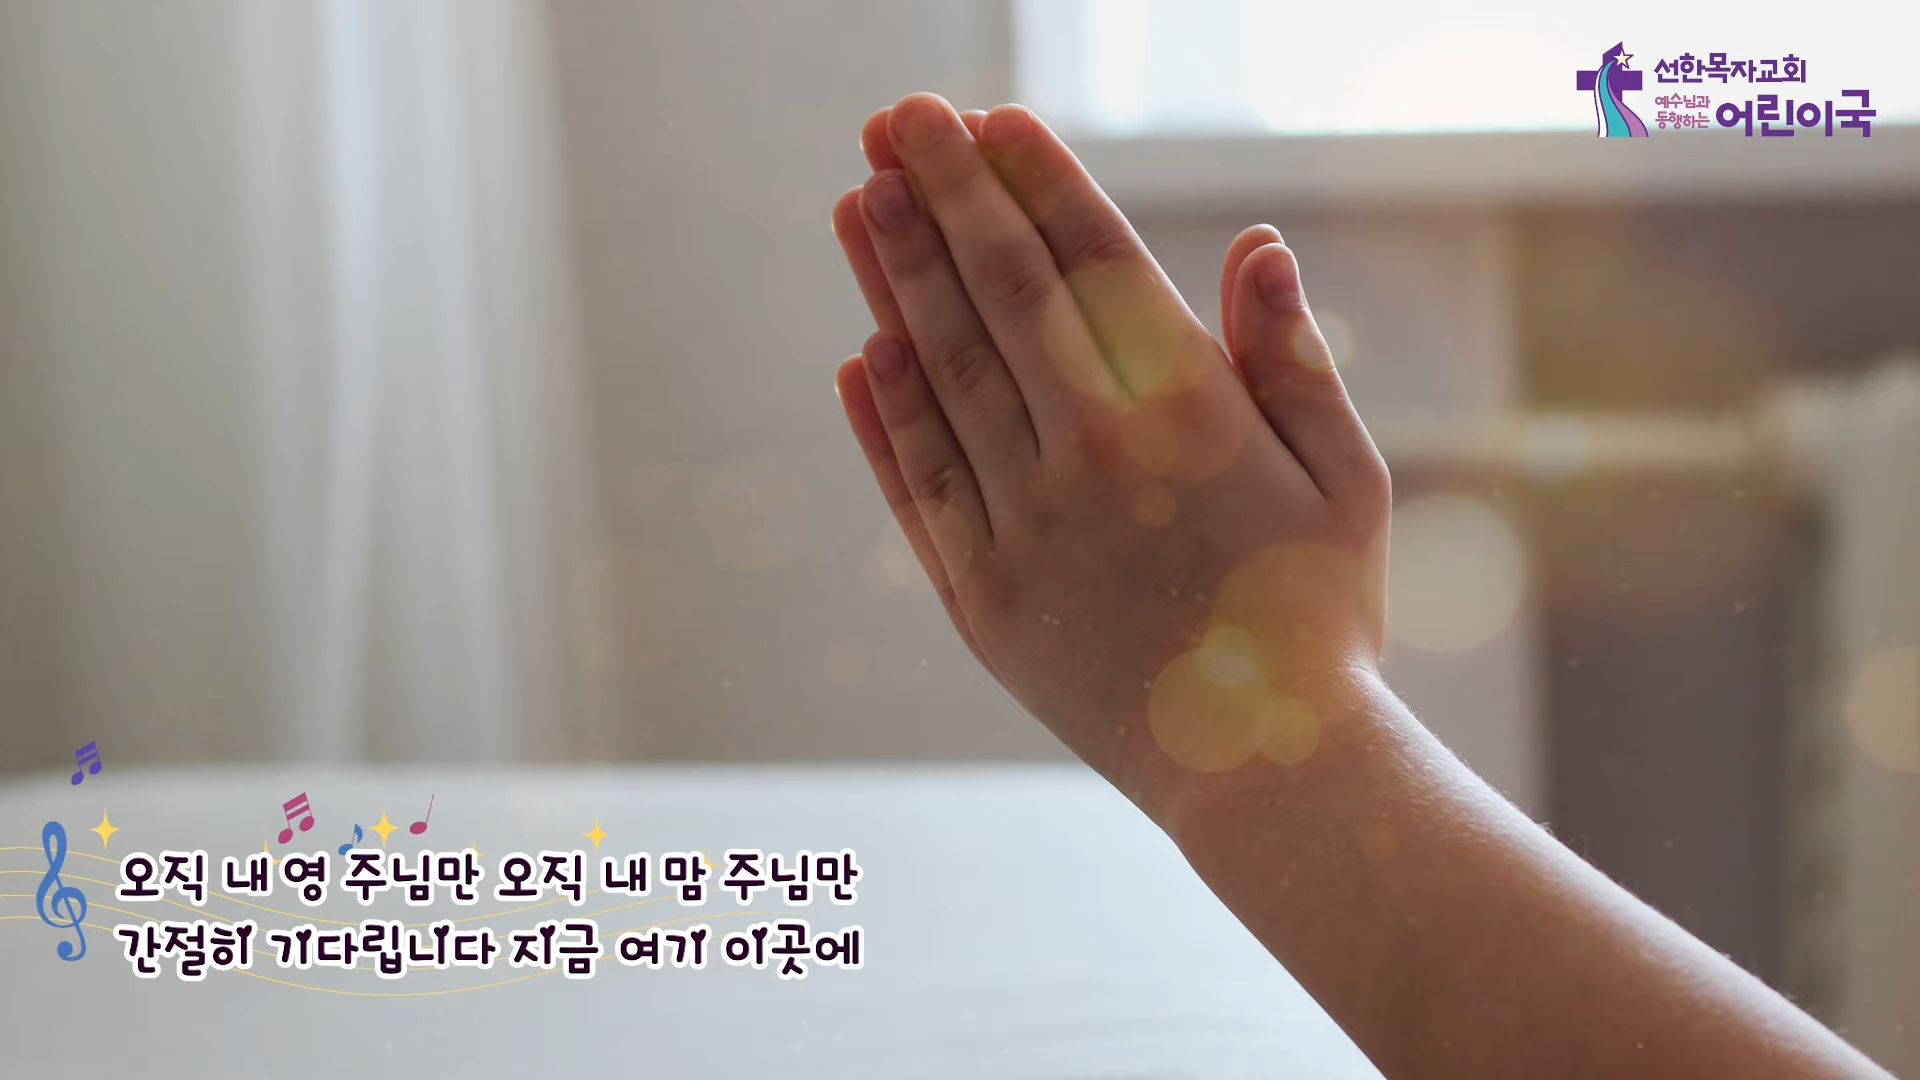 선한목자교회
예수님과
동행하는 어린이국
오직 내 영 주님만 오직 내 맘 주님만
간절히 기다립니다 지금 여기 이곳에